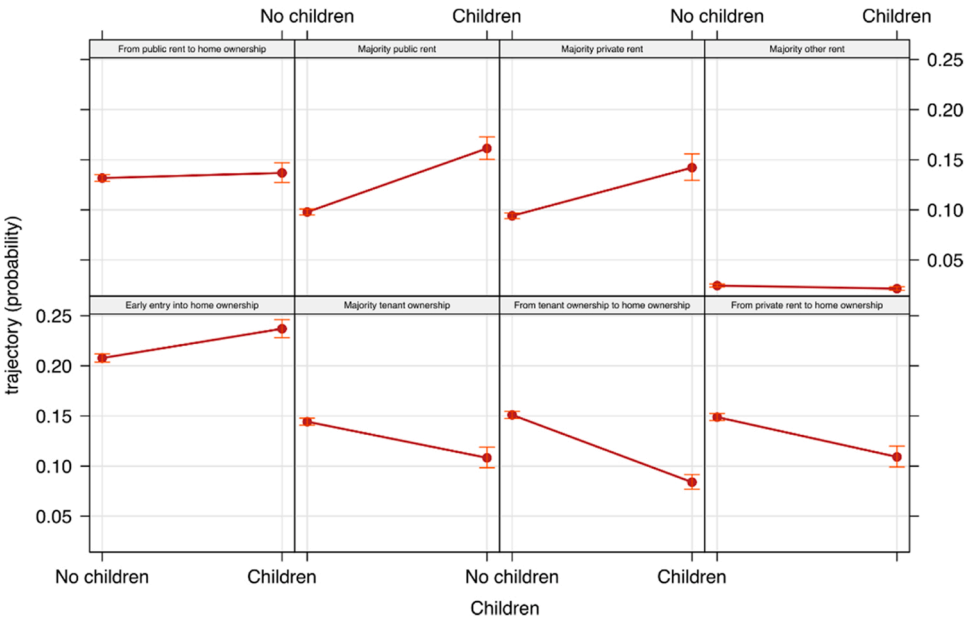 No children Children No children Children
From public rent to home ownership Majority public rent Majority private rent Majority other rent
0.25
0.20
0.15
0.10
0.05
trajectory (probability)
Early entry into home ownership Majority tenant ownership From tenant ownership to home ownership From private rent to home ownership
0.25
0.20
0.15
0.10
0.05
No children Children No children Children
Children